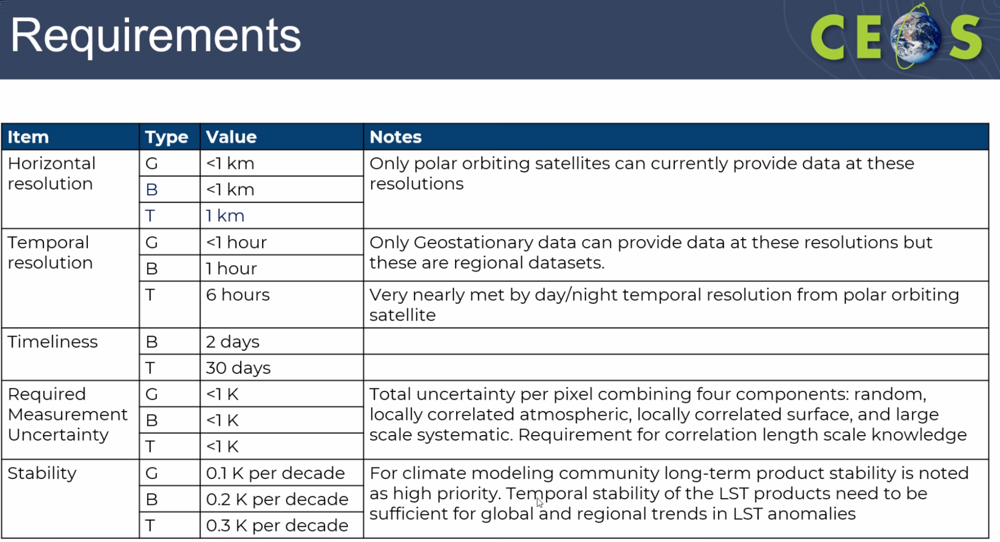 Requirements
CEOS
Item Type Value Notes
Horizontal resolution G <1 km Only polar orbiting satellites can currently provide data at these
resolutions
B <1 km
T 1 km
Temporal resolution G <1 hour Only Geostationary data can provide data at these resolutions but
these are regional datasets.
B 1 hour
T 6 hours Very nearly met by day/night temporal resolution from polar orbiting
satellite
Timeliness B 2 days
T 30 days
Required Measurement Uncertainty G <1 K Total uncertainty per pixel combining four components: random,
locally correlated atmospheric, locally correlated surface, and large
scale systematic. Requirement for correlation length scale knowledge
B <1 K
T <1 K
Stability G 0.1 K per decade For climate modeling community long-term product stability is noted
as high priority. Temporal stability of the LST products need to be
sufficient for global and regional trends in LST anomalies
B 0.2 K per decade
T 0.3 K per decade